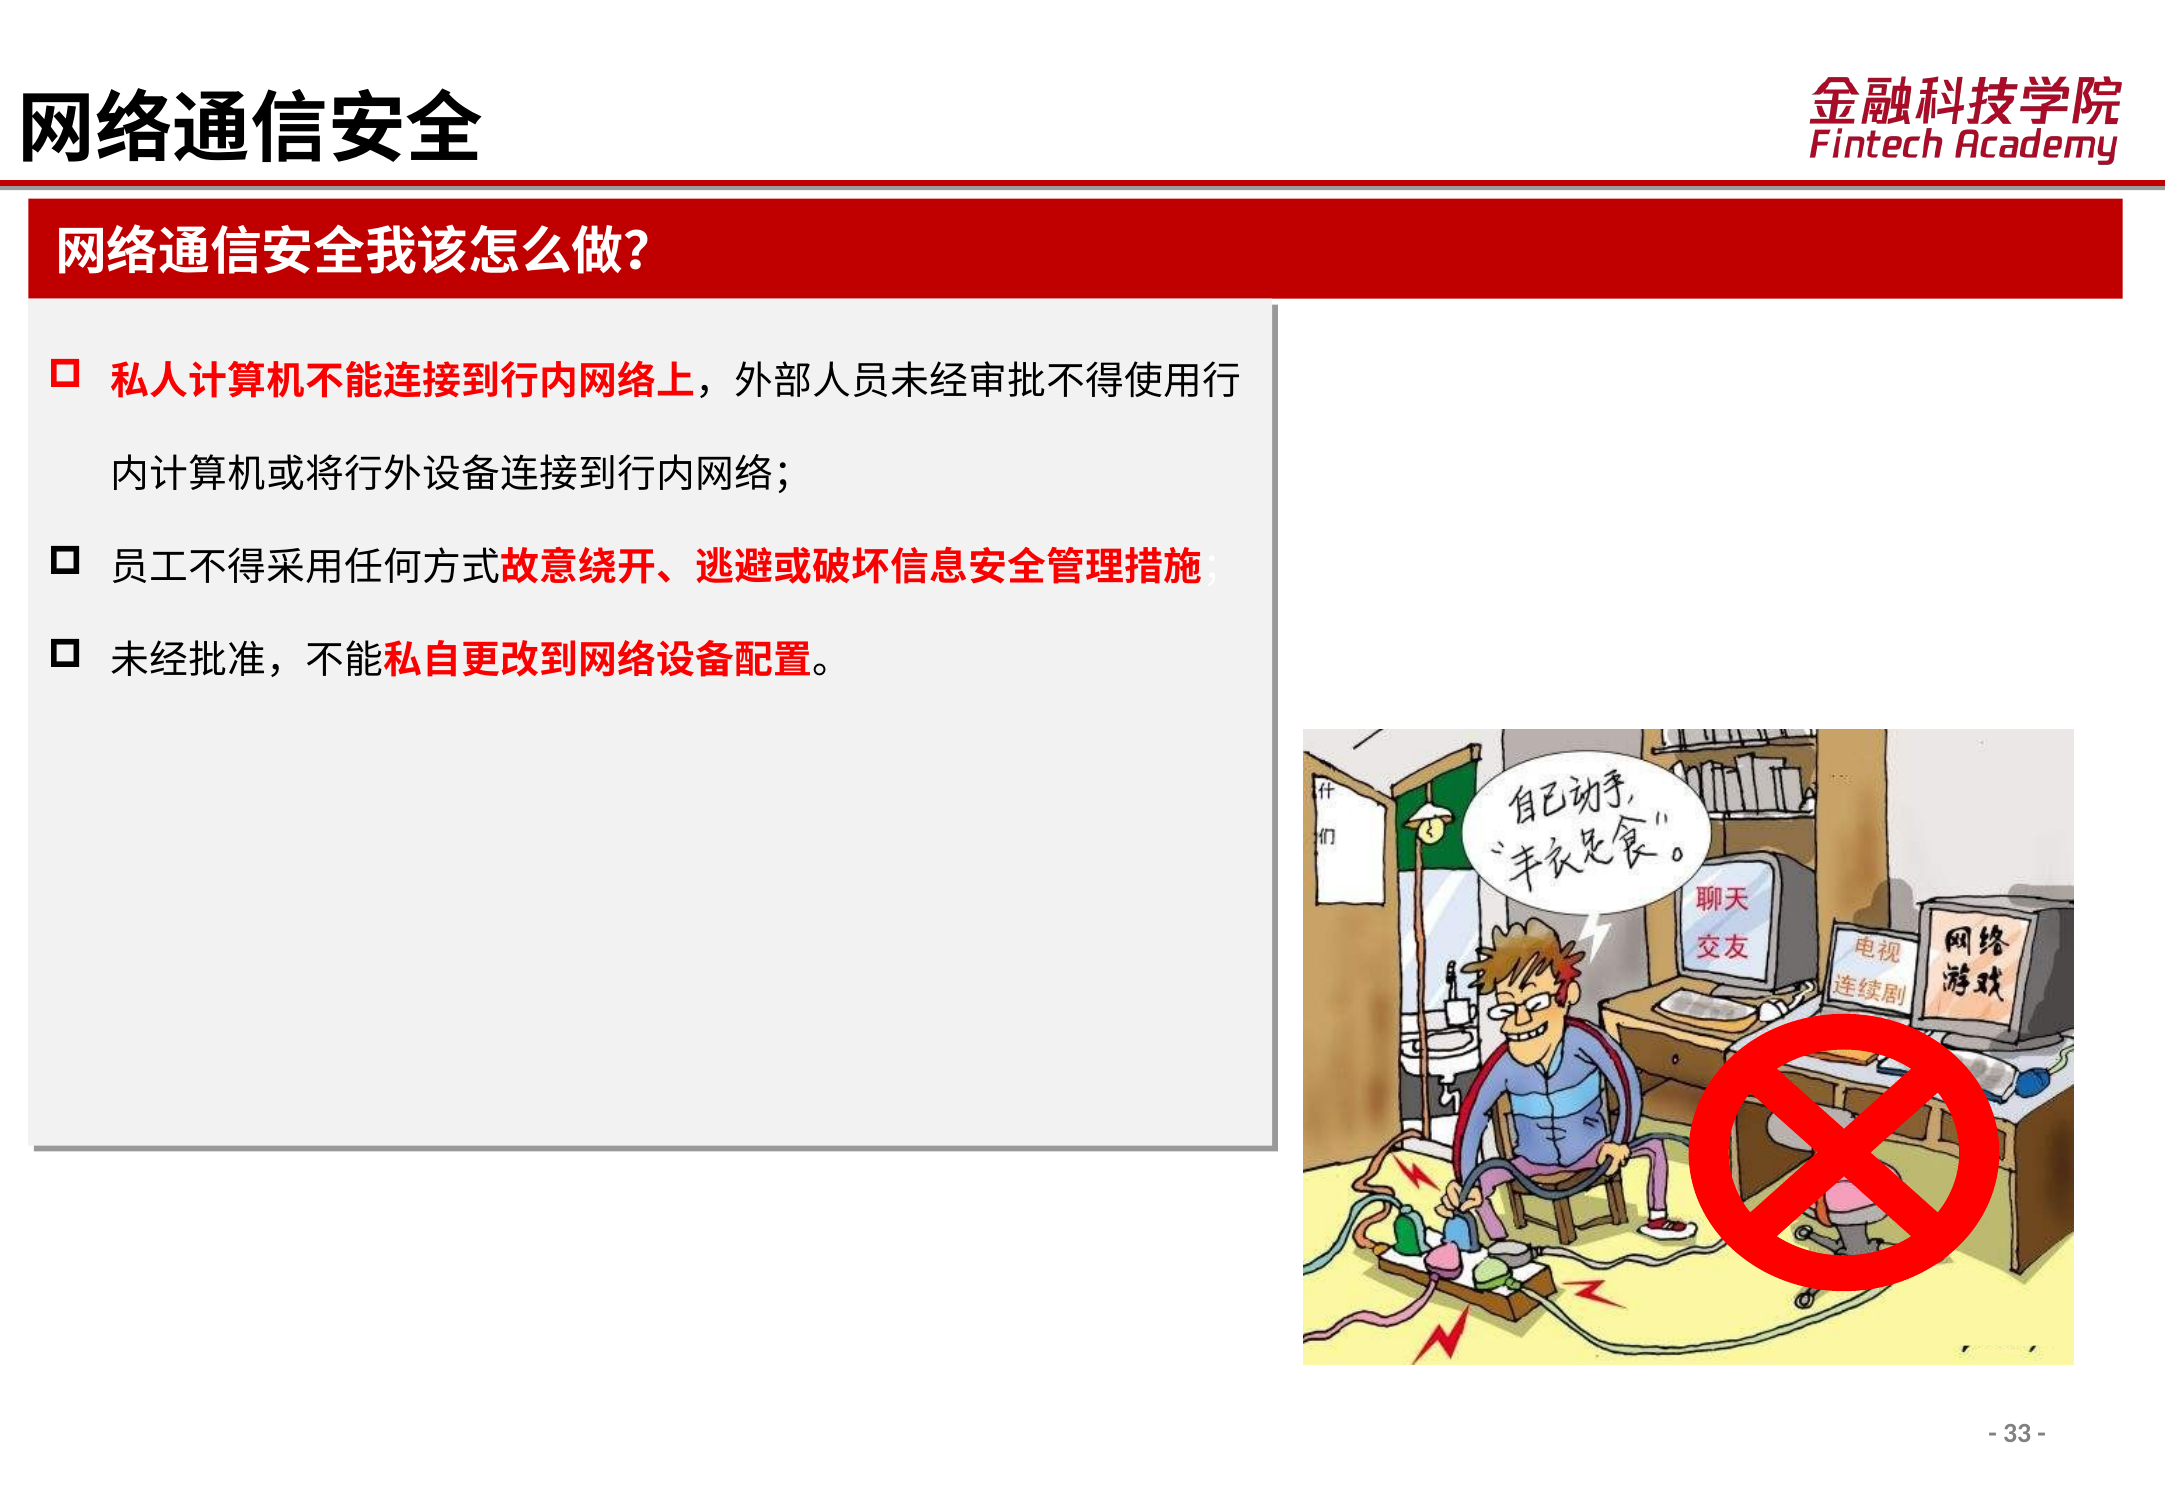 网络通信安全
金融科技学院
Fintech Academy
网络通信安全我该怎么做？
私人计算机不能连接到行内网络上，外部人员未经审批不得使用行
内计算机或将行外设备连接到行内网络；
员工不得采用任何方式故意绕开、逃避或破坏信息安全管理措施；
未经批准，不能私自更改到网络设备配置。
什
们
自己动手，
“丰衣足食”。
聊天
交友
电视
连续剧
网络
游戏
- 33 -